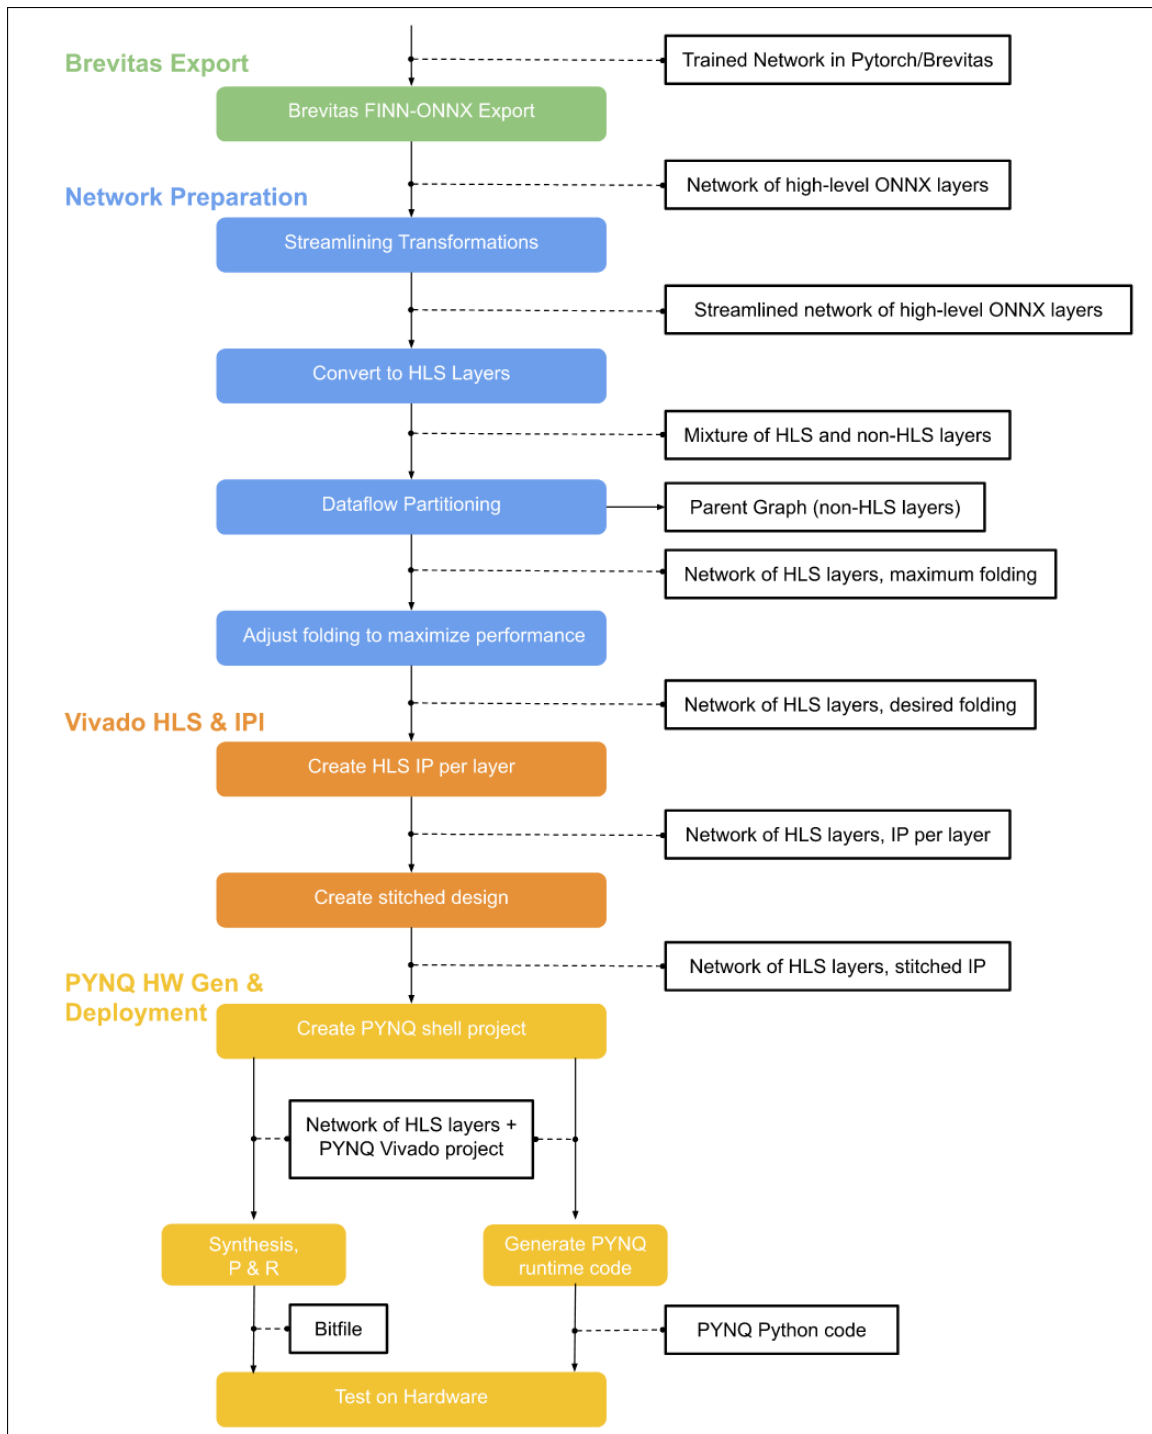 Brevitas Export
Trained Network in Pytorch/Brevitas
Brevitas FINN-ONNX Export
Network of high-level ONNX layers
Network Preparation
Streamlining Transformations
Streamlined network of high-level ONNX layers
Convert to HLS Layers
Mixture of HLS and non-HLS layers
Dataflow Partitioning
Parent Graph (non-HLS layers)
Network of HLS layers, maximum folding
Adjust folding to maximize performance
Network of HLS layers, desired folding
Vivado HLS & IPI
Create HLS IP per layer
Network of HLS layers, IP per layer
Create stitched design
Network of HLS layers, stitched IP
PYNQ HW Gen &
Deployment
Create PYNQ shell project
Network of HLS layers +
PYNQ Vivado project
Synthesis,
P & R
Generate PYNQ
runtime code
Bitfile
PYNQ Python code
Test on Hardware